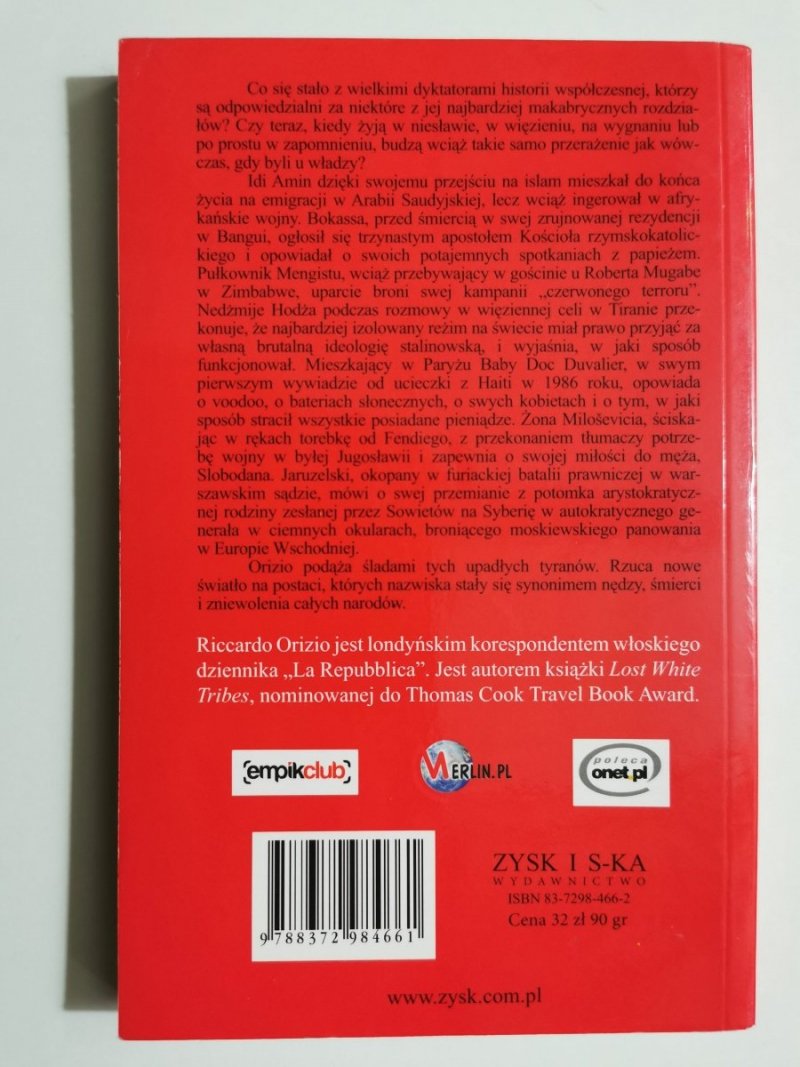 Co się stało z wielkimi dyktatorami historii współczesnej, którzy
są odpowiedzialni za niektóre z jej najbardziej makabrycznych rozdzia-
łów? Czy teraz, kiedy żyją w niesławie, w więzieniu, na wygnaniu lub
po prostu w zapomnieniu, budzą wciąż takie samo przerażenie jak wów-
czas, gdy byli u władzy?
Idi Amin dzięki swojemu przejściu na islam mieszkał do końca
życia na emigracji w Arabii Saudyjskiej, lecz wciąż ingerował w afry-
kańskie wojny. Bokassa, przed śmiercią w swej zrujnowanej rezydencji
w Bangui, ogłosił się trzynastym apostołem Kościoła rzymskokatolic-
kiego i opowiadał o swoich potajemnych spotkaniach z papieżem.
Pułkownik Mengistu, wciąż przebywający w gościnie u Roberta Mugabe
w Zimbabwe, uparcie broni swej kampanii „czerwonego terroru”.
Nedżmije Hodża podczas rozmowy w więziennej celi w Tiranie prze-
konuje, że najbardziej izolowany reżim na świecie miał prawo przyjąć za
własną brutalną ideologię stalinowską, i wyjaśnia, w jaki sposób
funkcjonował. Mieszkający w Paryżu Baby Doc Duvalier, w swym
pierwszym wywiadzie od ucieczki z Haiti w 1986 roku, opowiada
o voodoo, o bateriach słonecznych, o swych kobietach i o tym, w jaki
sposób stracił wszystkie posiadane pieniądze. Żona Miloševicia, ściska-
jąc w rękach torebkę od Fendiego, z przekonaniem tłumaczy potrze-
bę wojny w byłej Jugosławii i zapewnia o swojej miłości do męża,
Slobodana. Jaruzelski, okopany w furiackiej batalii prawniczej w war-
szawskim sądzie, mówi o swej przemianie z potomka arystokratycz-
nej rodziny zesłanej przez Sowietów na Syberię w autokratycznego ge-
nerała w ciemnych okularach, broniącego moskiewskiego panowania
w Europie Wschodniej.
Orizio podąża śladami tych upadłych tyranów. Rzuca nowe
światło na postaci, których nazwiska stały się synonimem nędzy, śmierci
i zniewolenia całych narodów.
Riccardo Orizio jest londyńskim korespondentem włoskiego
dziennika „La Repubblica”. Jest autorem książki Lost White
Tribes, nominowanej do Thomas Cook Travel Book Award.
empikclub
MERLIN.PL
poleca
onet.pl
ZYSK I S-KA
WYDAWNICTWO
ISBN 83-7298-466-2
Cena 32 zł 90 gr
9 788372 984661
www.zysk.com.pl